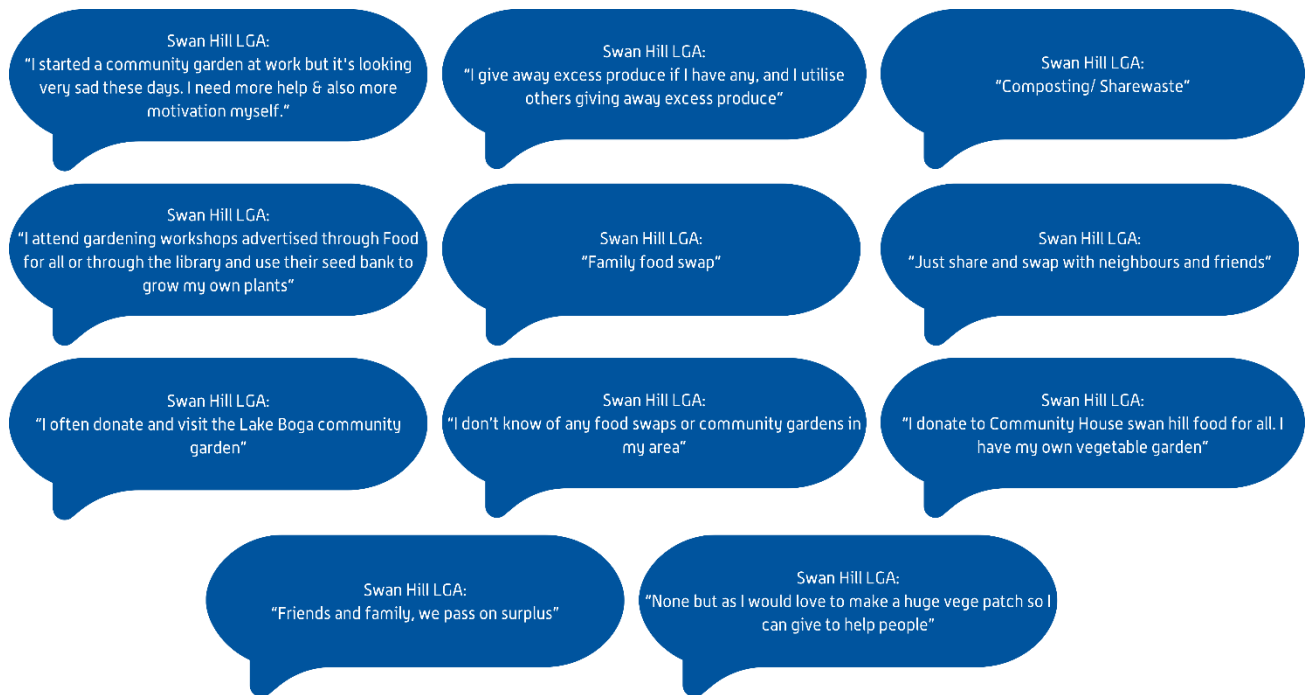 Swan Hill LGA:
“I started a community garden at work but it's looking
very sad these days. I need more help & also more
motivation myself.”
Swan Hill LGA:
“I give away excess produce if I have any, and I utilise
others giving away excess produce”
Swan Hill LGA:
“Composting/ Sharewaste”
Swan Hill LGA:
“I attend gardening workshops advertised through Food
for all or through the library and use their seed bank to
grow my own plants”
Swan Hill LGA:
“Family food swap”
Swan Hill LGA:
“Just share and swap with neighbours and friends”
Swan Hill LGA:
“I often donate and visit the Lake Boga community
garden”
Swan Hill LGA:
“I don’t know of any food swaps or community gardens in
my area”
Swan Hill LGA:
“I donate to Community House swan hill food for all. I
have my own vegetable garden”
Swan Hill LGA:
“Friends and family, we pass on surplus”
Swan Hill LGA:
“None but as I would love to make a huge vege patch so I
can give to help people”